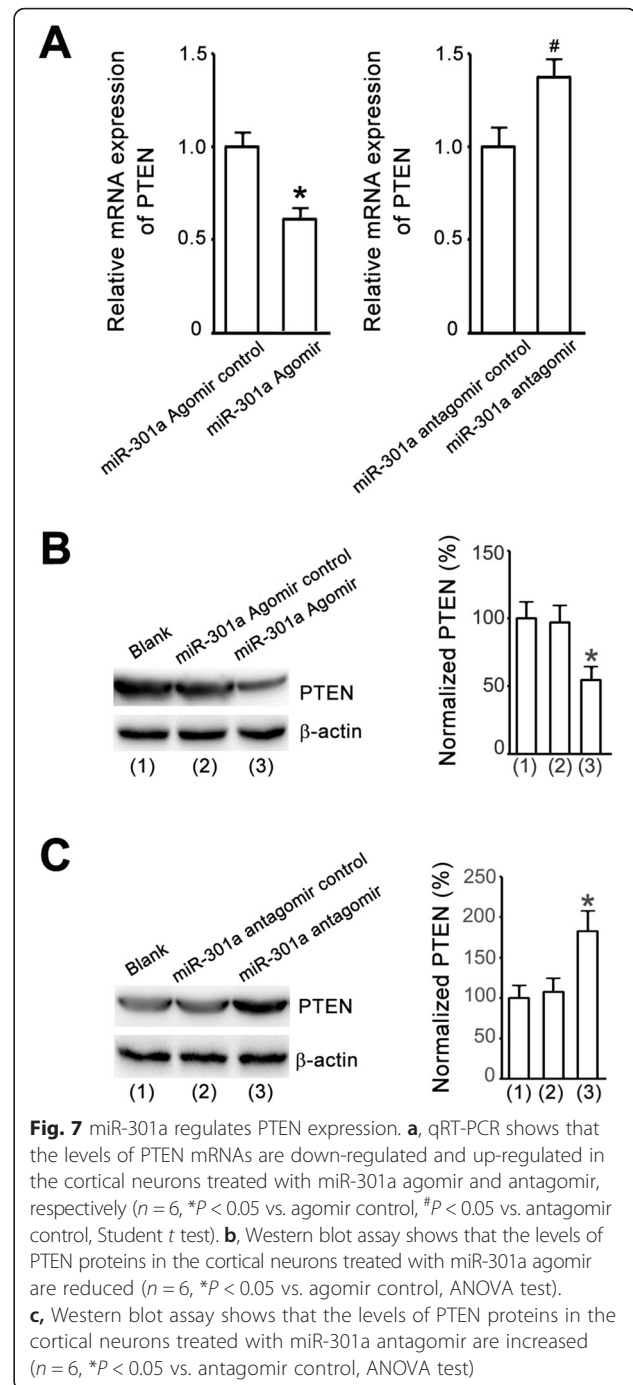 A
Relative mRNA expression
of PTEN
1.5
1.0
0.5
0
*
miR-301a Agomir control
miR-301a Agomir
Relative mRNA expression
of PTEN
1.5
1.0
0.5
0
#
miR-301a antagomir control
miR-301a antagomir
B
Blank
miR-301a Agomir control
miR-301a Agomir
PTEN
β-actin
(1) (2) (3)
Normalized PTEN (%)
150
100
50
0
*
(1) (2) (3)
C
Blank
miR-301a antagomir control
miR-301a antagomir
PTEN
β-actin
(1) (2) (3)
Normalized PTEN (%)
250
200
150
100
50
0
*
(1) (2) (3)
Fig. 7 miR-301a regulates PTEN expression. a, qRT-PCR shows that
the levels of PTEN mRNAs are down-regulated and up-regulated in
the cortical neurons treated with miR-301a agomir and antagomir,
respectively (n = 6, *P < 0.05 vs. agomir control, #P < 0.05 vs. antagomir
control, Student t test). b, Western blot assay shows that the levels of
PTEN proteins in the cortical neurons treated with miR-301a agomir
are reduced (n = 6, *P < 0.05 vs. agomir control, ANOVA test).
c, Western blot assay shows that the levels of PTEN proteins in the
cortical neurons treated with miR-301a antagomir are increased
(n = 6, *P < 0.05 vs. antagomir control, ANOVA test)